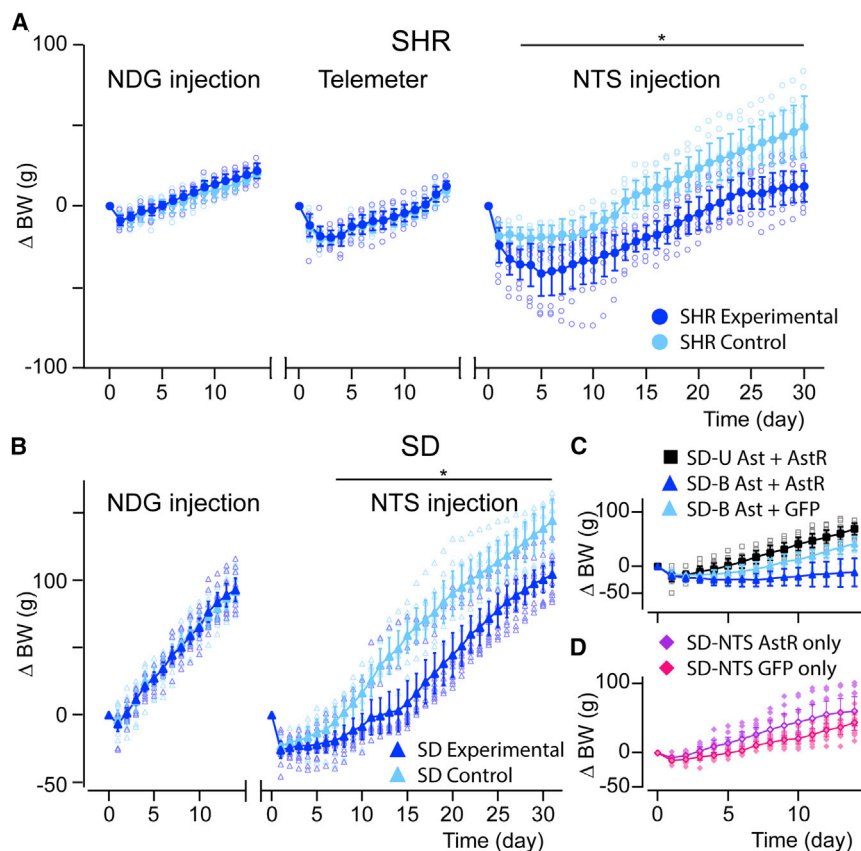 A
SHR
*
NDG injection
Telemeter
NTS injection
100
0
-100
Δ BW (g)
SHR Experimental
SHR Control
0 5 10 0 5 10 0 5 10 15 20 25 30
Time (day)
B
SD
*
NDG injection
NTS injection
100
0
-50
Δ BW (g)
SD Experimental
SD Control
0 5 10 0 5 10 15 20 25 30
Time (day)
C
SD-U Ast + AstR
SD-B Ast + AstR
SD-B Ast + GFP
100
0
-50
Δ BW (g)
D
SD-NTS AstR only
SD-NTS GFP only
100
0
-50
Δ BW (g)
0 5 10
Time (day)